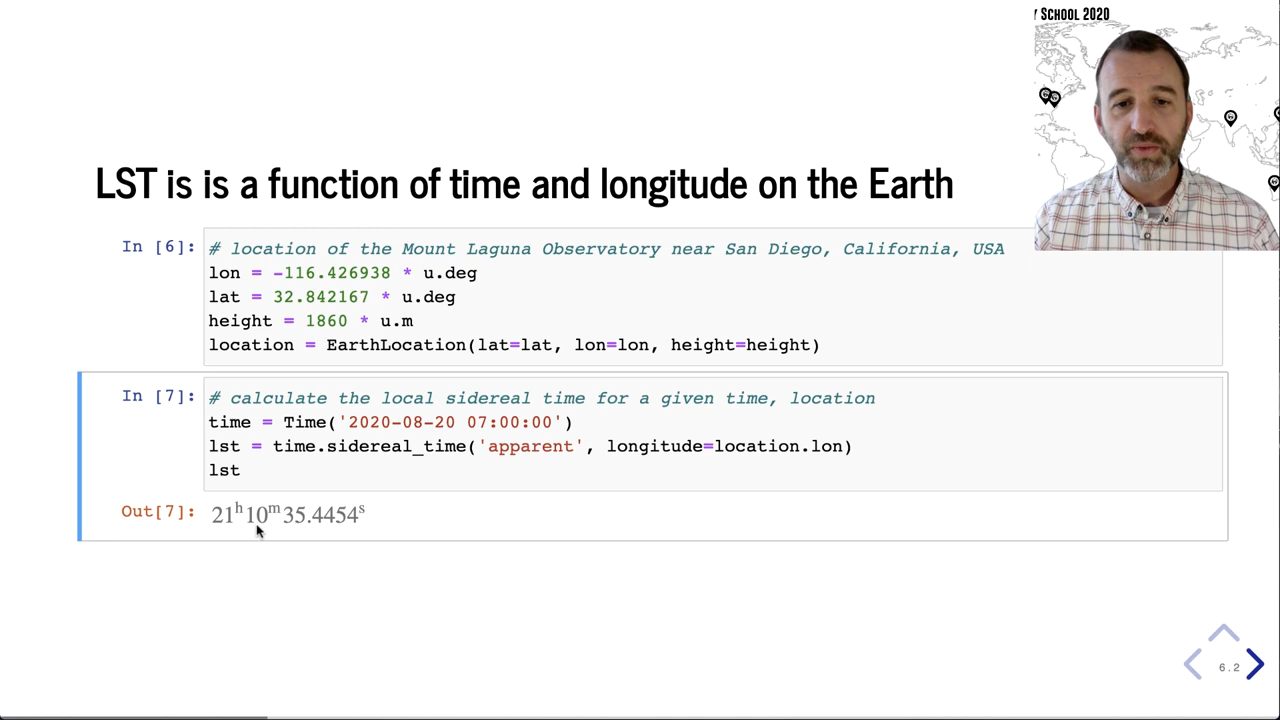 Y SCHOOL 2020
LST is is a function of time and longitude on the Earth
In [6]:
# location of the Mount Laguna Observatory near San Diego, California, USA
lon = -116.426938 * u.deg
lat = 32.842167 * u.deg
height = 1860 * u.m
location = EarthLocation(lat=lat, lon=lon, height=height)
In [7]:
# calculate the local sidereal time for a given time, location
time = Time('2020-08-20 07:00:00')
lst = time.sidereal_time('apparent', longitude=location.lon)
lst
Out[7]: 21h10m35.4454s
6.2